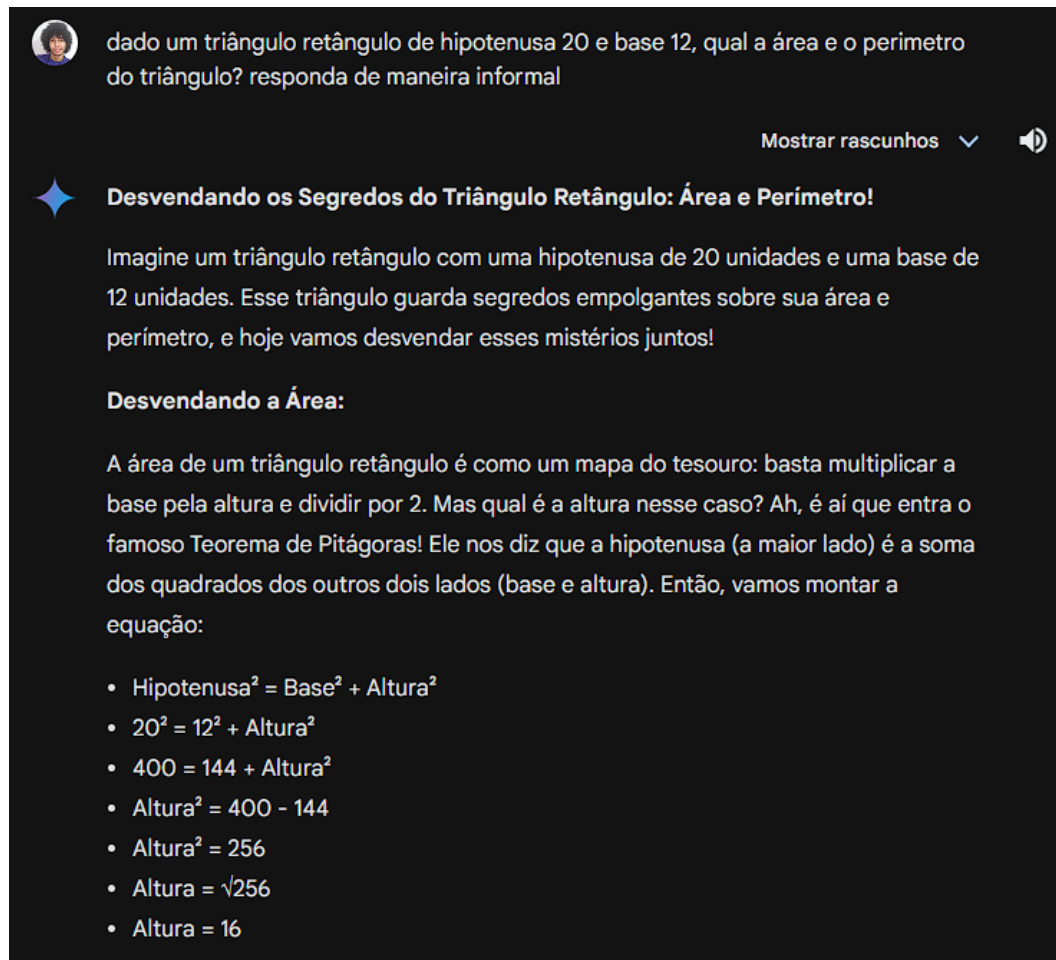 dado um triângulo retângulo de hipotenusa 20 e base 12, qual a área e o perimetro
do triângulo? responda de maneira informal
Mostrar rascunhos
Desvendando os Segredos do Triângulo Retângulo: Área e Perímetro!
Imagine um triângulo retângulo com uma hipotenusa de 20 unidades e uma base de
12 unidades. Esse triângulo guarda segredos empolgantes sobre sua área e
perímetro, e hoje vamos desvendar esses mistérios juntos!
Desvendando a Área:
A área de um triângulo retângulo é como um mapa do tesouro: basta multiplicar a
base pela altura e dividir por 2. Mas qual é a altura nesse caso? Ah, é aí que entra o
famoso Teorema de Pitágoras! Ele nos diz que a hipotenusa (a maior lado) é a soma
dos quadrados dos outros dois lados (base e altura). Então, vamos montar a
equação:
• Hipotenusa² = Base² + Altura²
• 20² = 12² + Altura²
• 400 = 144 + Altura²
• Altura² = 400 - 144
• Altura² = 256
• Altura = √256
• Altura = 16